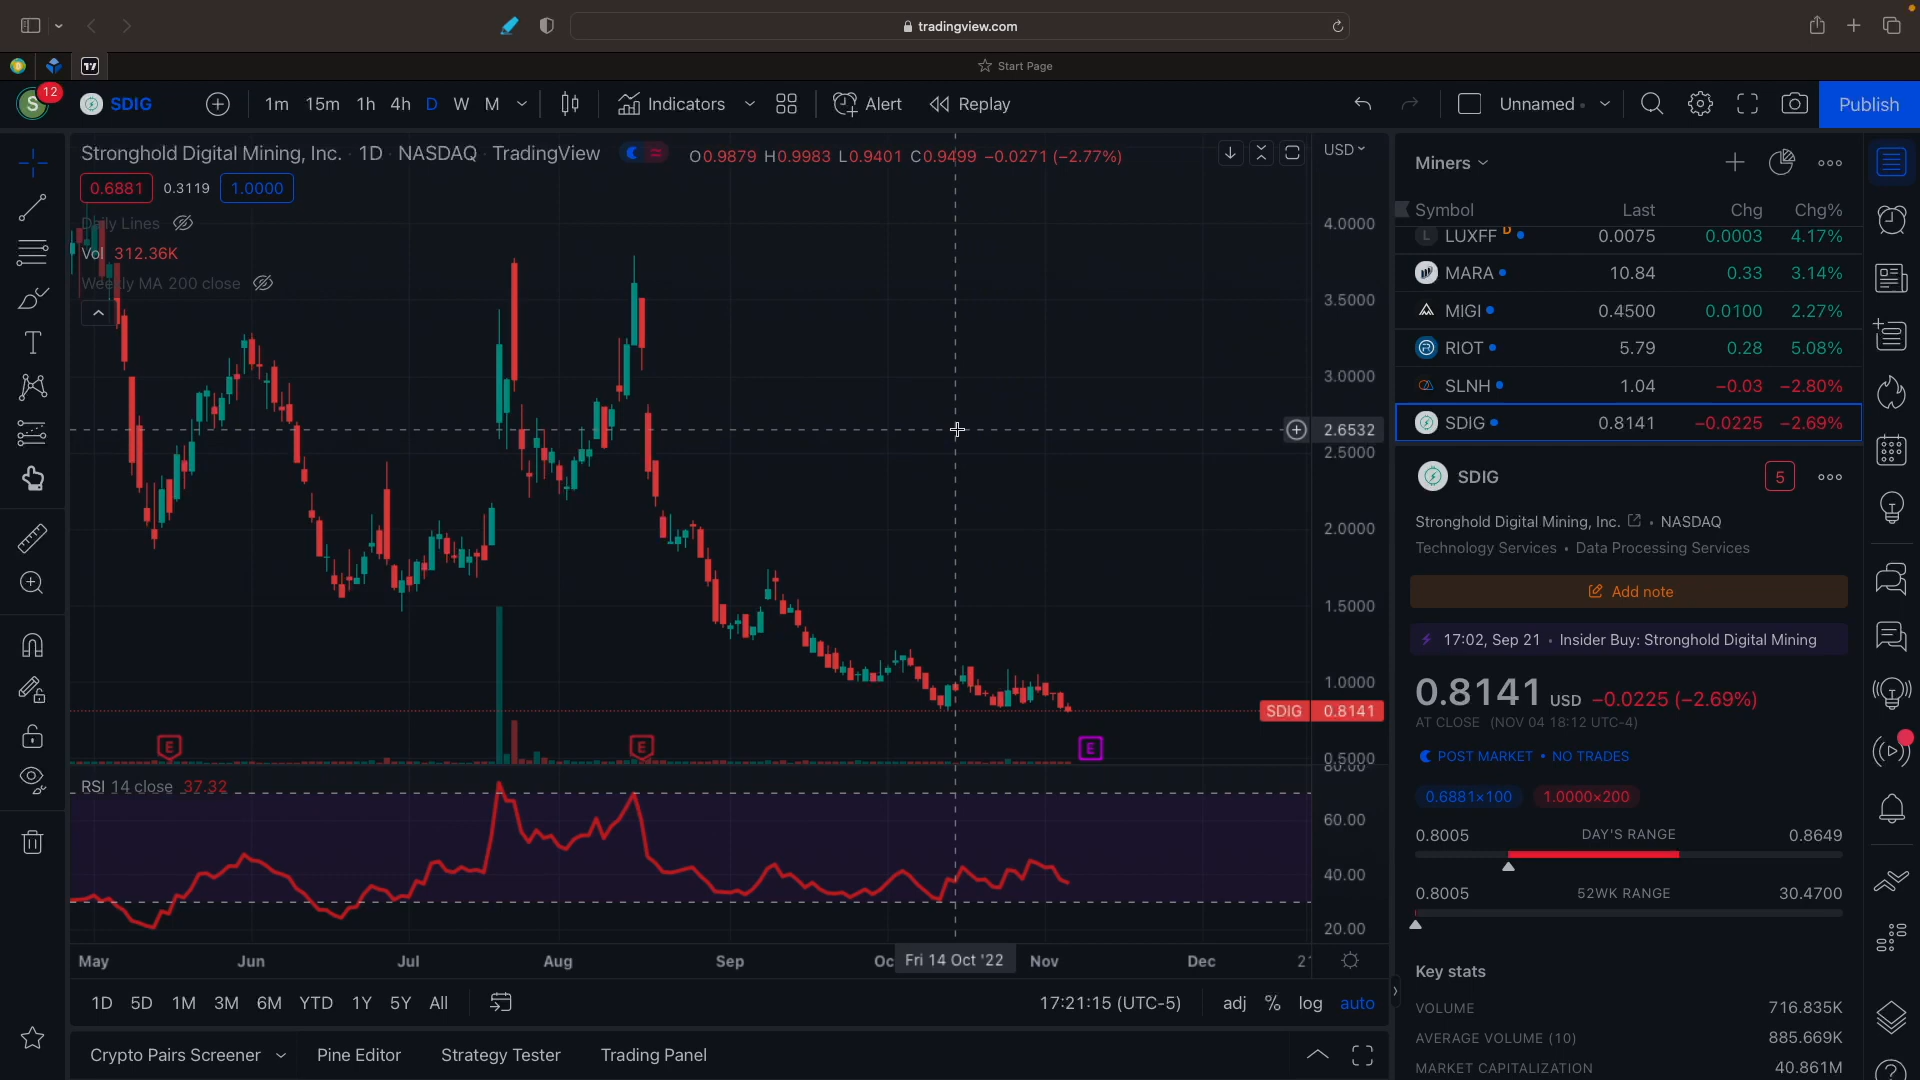 tradingview.com
Start Page
S 12 SDIG 1m 15m 1h 4h D W M Indicators Alert Replay Unnamed Publish
Stronghold Digital Mining, Inc. 1D NASDAQ TradingView O0.9879 H0.9983 L0.9401 C0.9499 −0.0271 (−2.77%)
0.6881 0.3119 1.0000
Daily Lines
Vol 312.36K
Weekly MA 200 close
USD
4.0000
3.5000
3.0000
2.6532
2.5000
2.0000
1.5000
1.0000
SDIG 0.8141
0.5000
E E E
RSI 14 close 37.32
80.00
60.00
40.00
20.00
May Jun Jul Aug Sep Oc Fri 14 Oct '22 Nov Dec 21
1D 5D 1M 3M 6M YTD 1Y 5Y All 17:21:15 (UTC-5) adj % log auto
Crypto Pairs Screener Pine Editor Strategy Tester Trading Panel
Miners
Symbol Last Chg Chg%
L LUXFF D 0.0075 0.0003 4.17%
MARA 10.84 0.33 3.14%
MIGI 0.4500 0.0100 2.27%
RIOT 5.79 0.28 5.08%
SLNH 1.04 −0.03 −2.80%
SDIG 0.8141 −0.0225 −2.69%
SDIG 5
Stronghold Digital Mining, Inc. • NASDAQ
Technology Services • Data Processing Services
Add note
17:02, Sep 21 • Insider Buy: Stronghold Digital Mining
0.8141 USD −0.0225 (−2.69%)
AT CLOSE (NOV 04 18:12 UTC-4)
POST MARKET • NO TRADES
0.6881×100 1.0000×200
0.8005 DAY'S RANGE 0.8649
0.8005 52WK RANGE 30.4700
Key stats
VOLUME 716.835K
AVERAGE VOLUME (10) 885.669K
MARKET CAPITALIZATION 40.861M